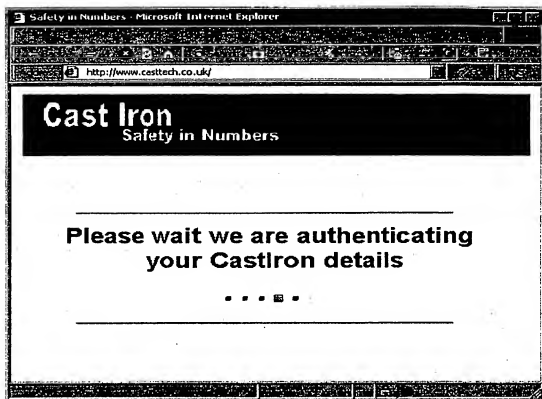 Safety in Numbers - Microsoft Internet Explorer
http://www.casttech.co.uk/
Cast Iron
Safety in Numbers
Please wait we are authenticating
your CastIron details